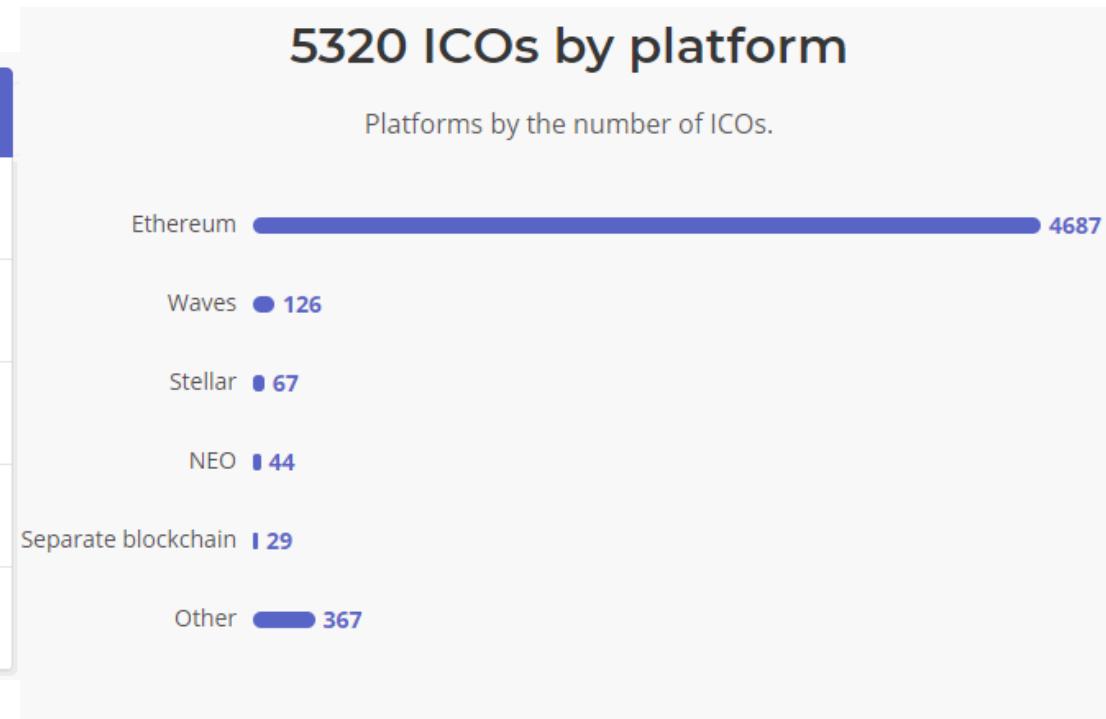 5320 ICOs by platform
Platforms by the number of ICOs.
Ethereum 4687
Waves 126
Stellar 67
NEO 44
Separate blockchain 29
Other 367